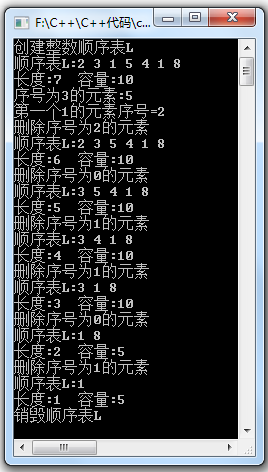 F:\C++\C++代码\c...
创建整数顺序表L
顺序表L:2 3 1 5 4 1 8
长度:7 容量:10
序号为3的元素:5
第一个1的元素序号=2
删除序号为2的元素
顺序表L:2 3 5 4 1 8
长度:6 容量:10
删除序号为0的元素
顺序表L:3 5 4 1 8
长度:5 容量:10
删除序号为1的元素
顺序表L:3 4 1 8
长度:4 容量:10
删除序号为1的元素
顺序表L:3 1 8
长度:3 容量:10
删除序号为0的元素
顺序表L:1 8
长度:2 容量:5
删除序号为1的元素
顺序表L:1
长度:1 容量:5
销毁顺序表L